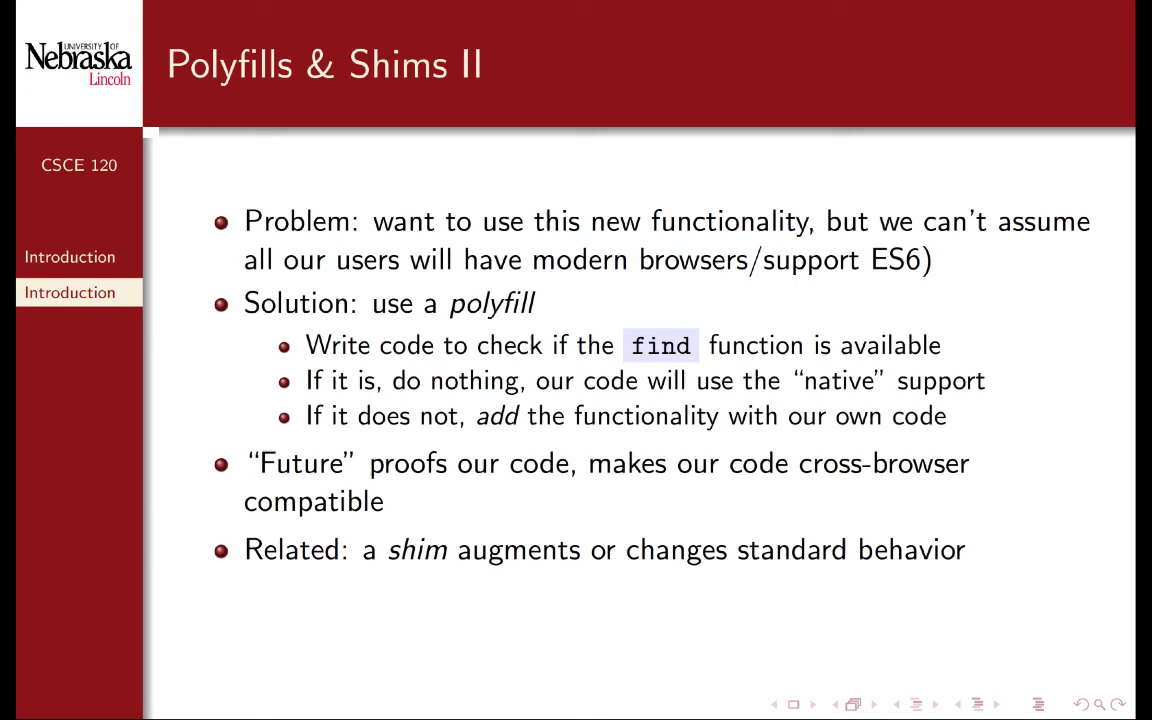 UNIVERSITY OF
Nebraska
Lincoln
Polyfills & Shims II
CSCE 120
Introduction
Introduction
Problem: want to use this new functionality, but we can't assume
all our users will have modern browsers/support ES6)
Solution: use a polyfill
Write code to check if the find function is available
If it is, do nothing, our code will use the “native” support
If it does not, add the functionality with our own code
“Future” proofs our code, makes our code cross-browser
compatible
Related: a shim augments or changes standard behavior